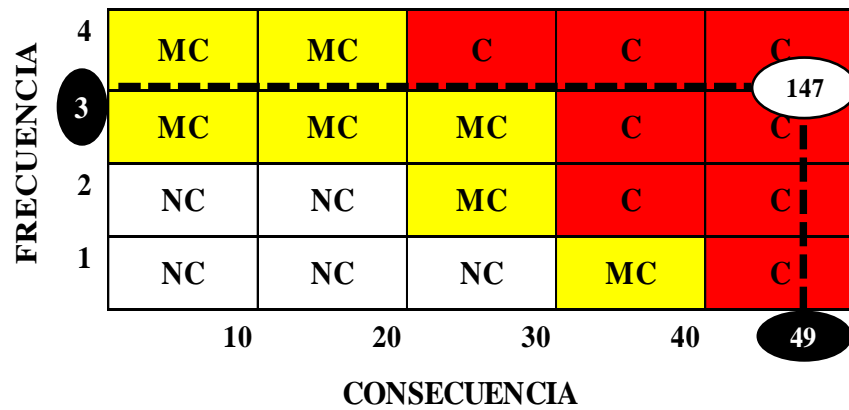 FRECUENCIA
4 MC MC C C C
147
3 MC MC MC C C
2 NC NC MC C C
1 NC NC NC MC C
10 20 30 40 49
CONSECUENCIA